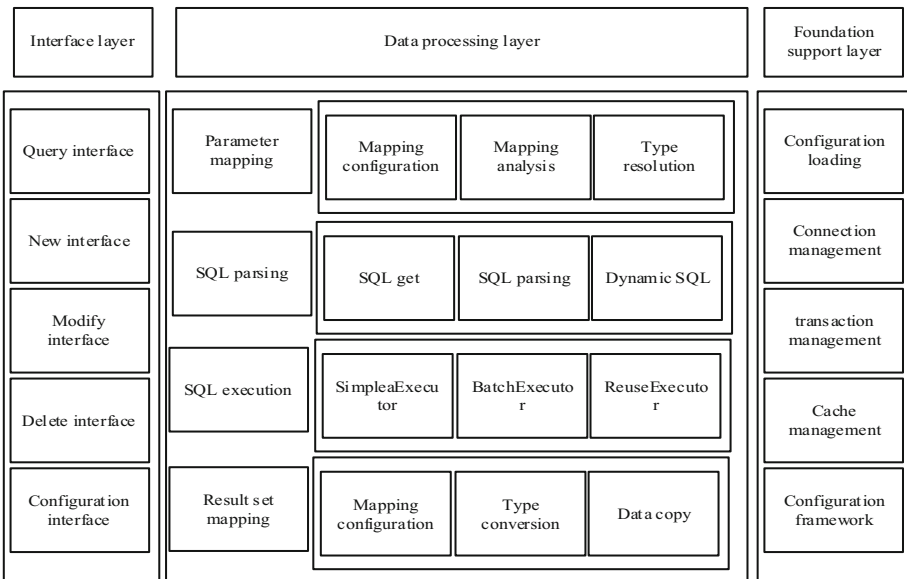 Interface layer
Data processing layer
Foundation
support layer
Query interface
New interface
Modify
interface
Delete interface
Configuration
interface
Parameter
mapping
Mapping
configuration
Mapping
analysis
Type
resolution
SQL parsing
SQL get
SQL parsing
Dynamic SQL
SQL execution
SimpleaExecu
tor
BatchExecuto
r
ReuseExecu
tor
Result set
mapping
Mapping
configuration
Type
conversion
Data copy
Configuration
loading
Connection
management
transaction
management
Cache
management
Configuration
framework